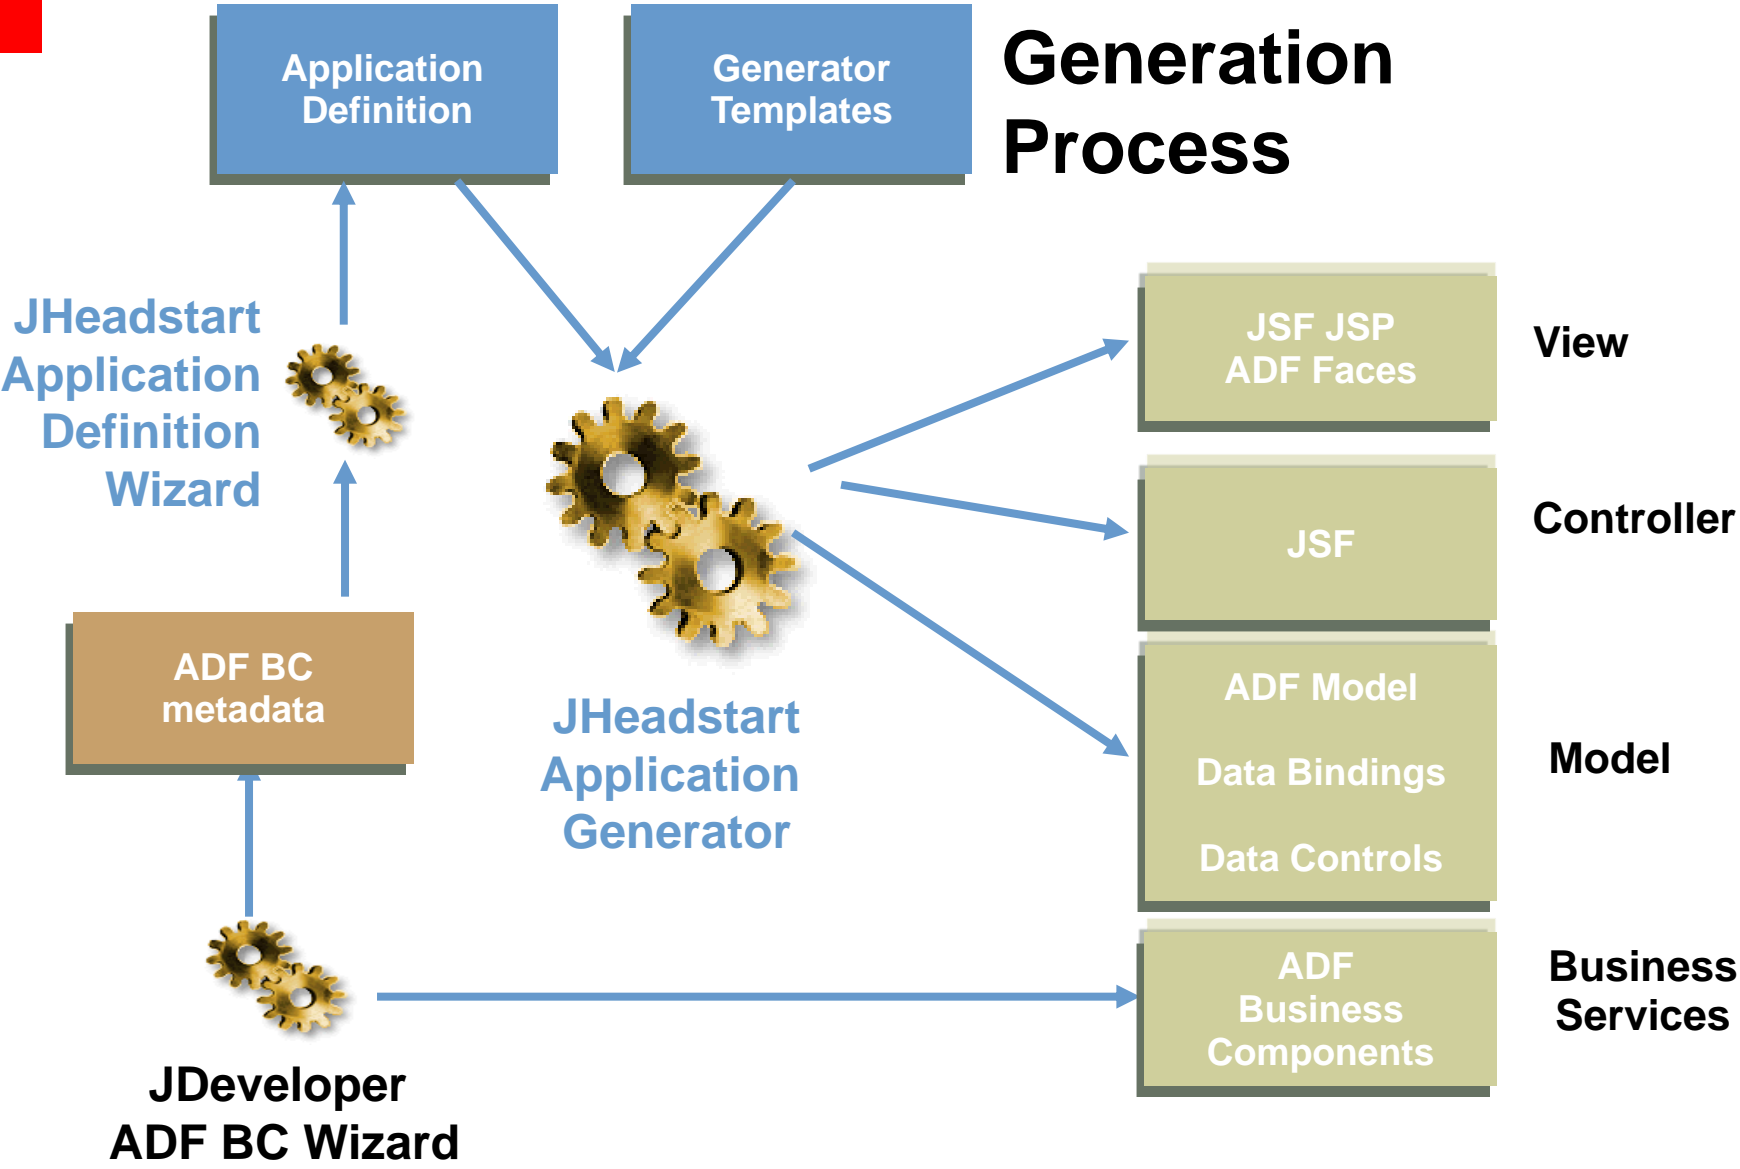 Generation
Process
Application
Definition
Generator
Templates
JHeadstart
Application
Definition
Wizard
JSF JSP
ADF Faces
View
JSF
Controller
ADF BC
metadata
JHeadstart
Application
Generator
ADF Model
Data Bindings
Data Controls
Model
ADF
Business
Components
Business
Services
JDeveloper
ADF BC Wizard